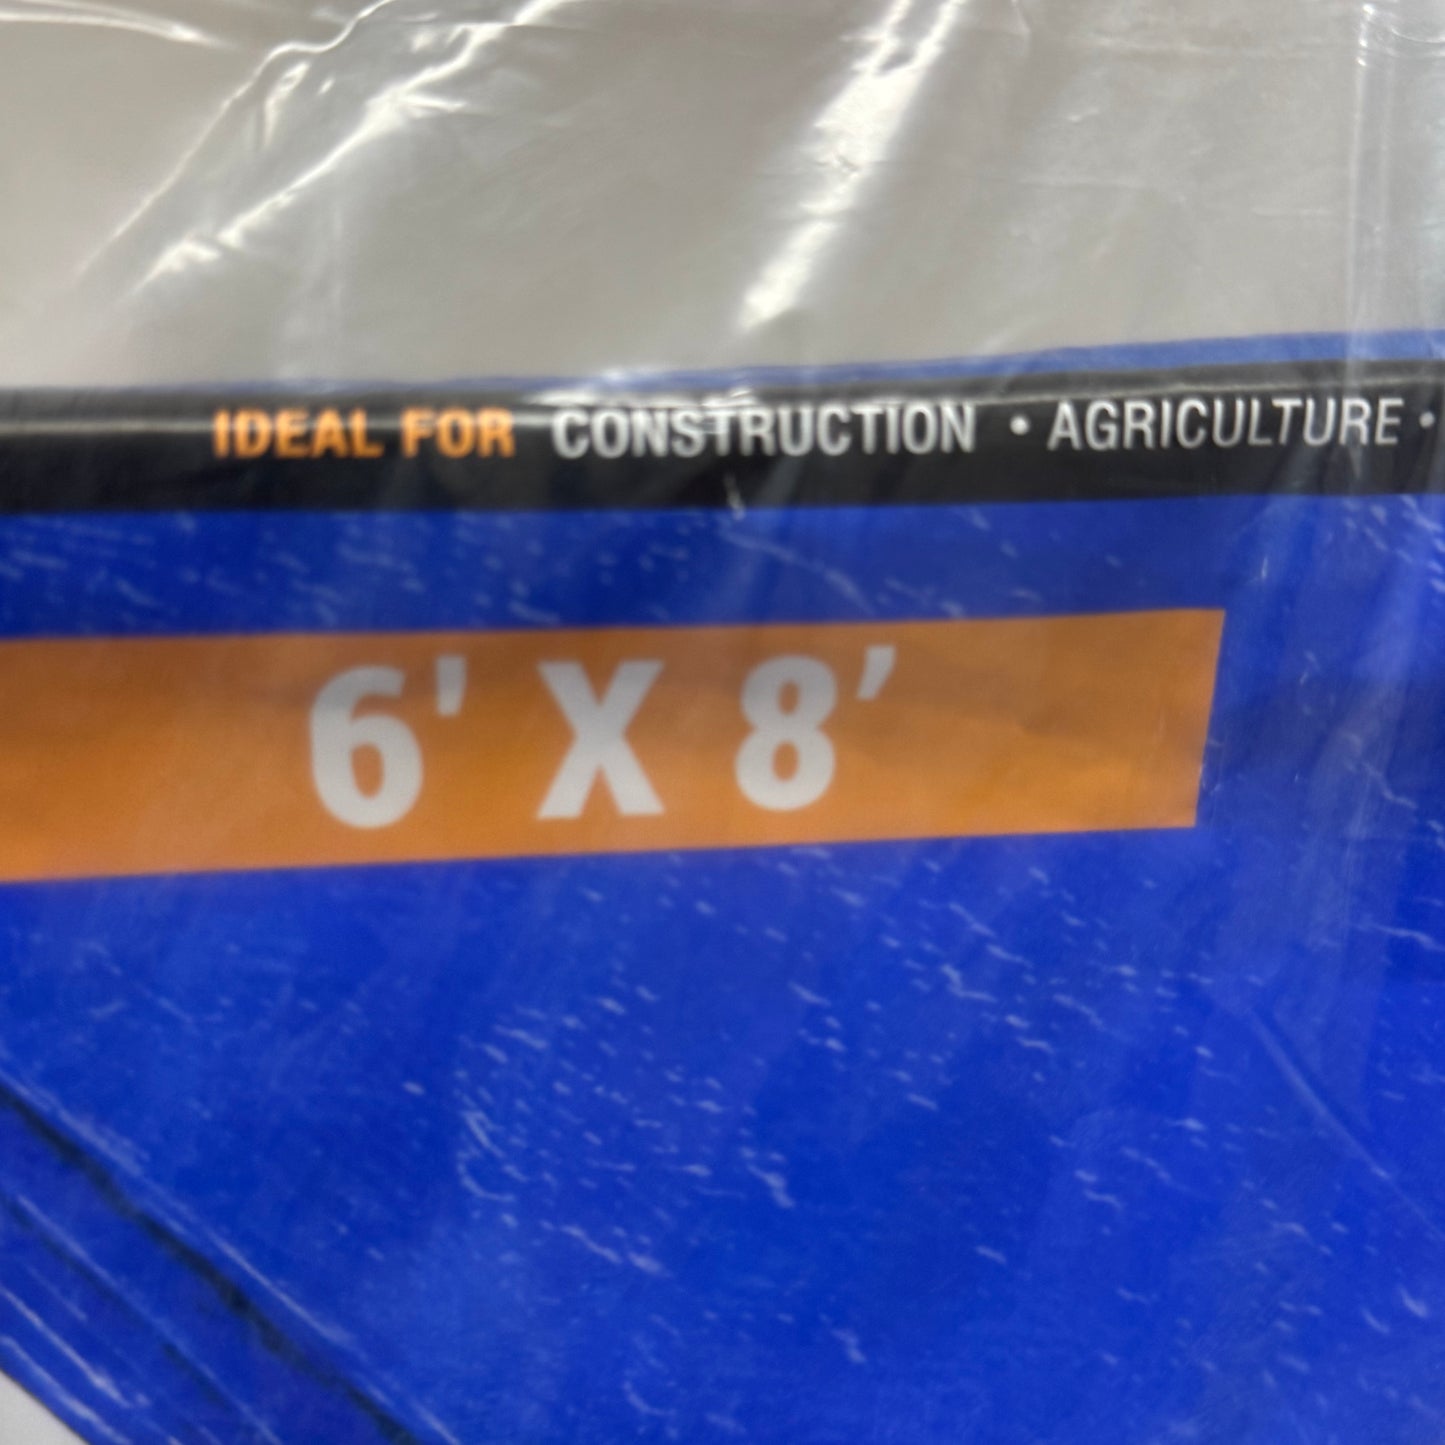 IDEAL FOR CONSTRUCTION • AGRICULTURE •
6' X 8’